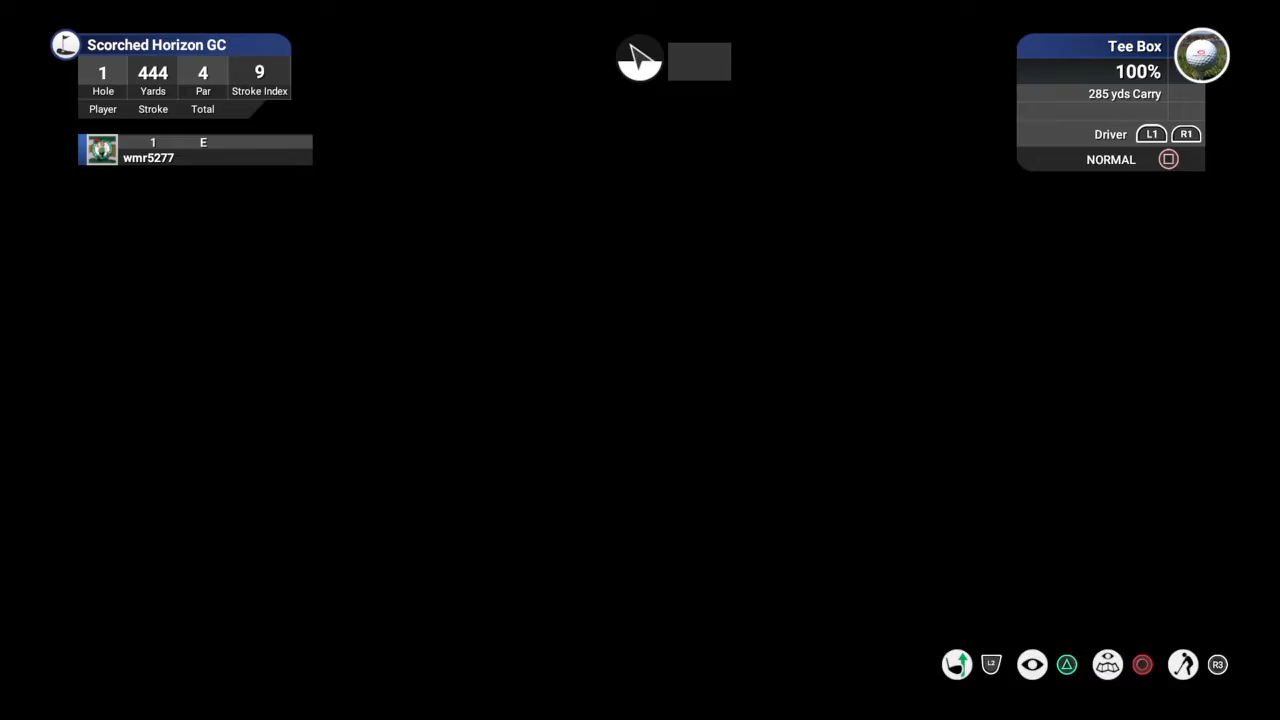 Scorched Horizon GC
1 444 4 9
Hole Yards Par Stroke Index
Player Stroke Total
1 E
wmr5277
Tee Box
100%
285 yds Carry
Driver L1 R1
NORMAL
L2 R3